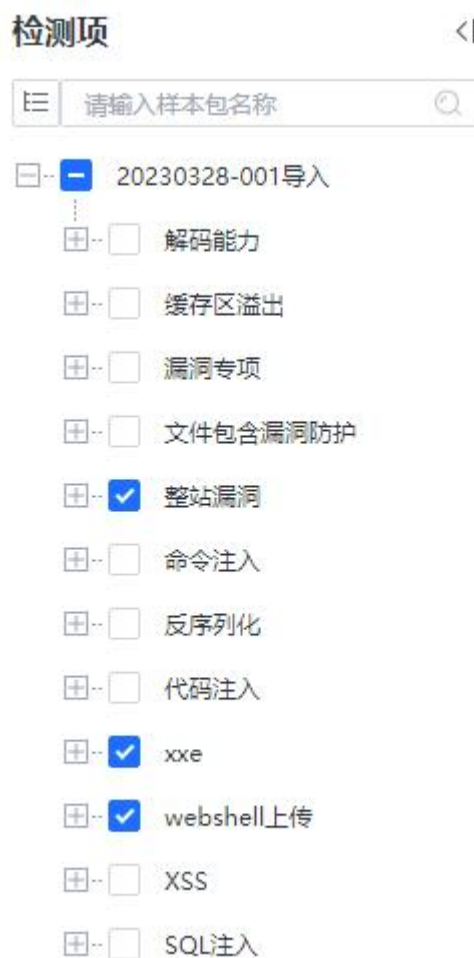 检测项
请输入样本包名称
20230328-001导入
解码能力
缓存区溢出
漏洞专项
文件包含漏洞防护
整站漏洞
命令注入
反序列化
代码注入
xxe
webshell上传
XSS
SQL注入